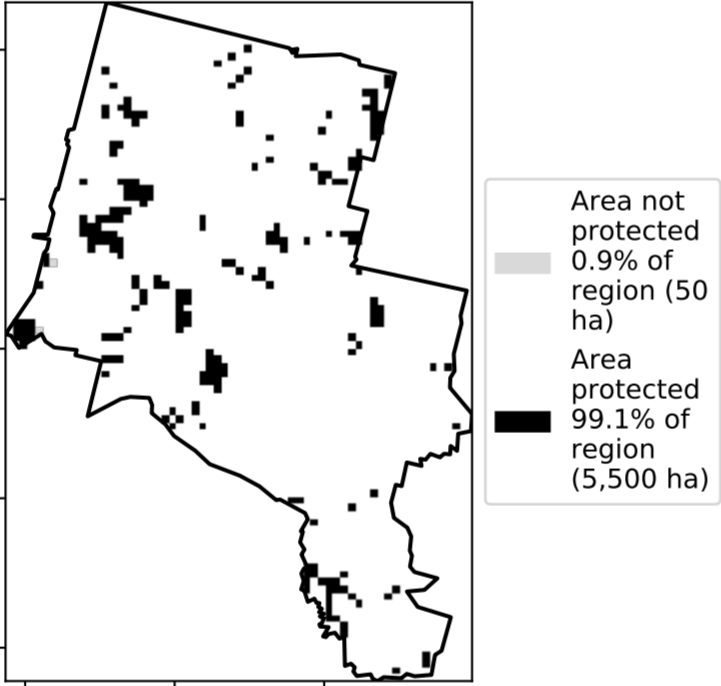 Area not
protected
0.9% of
region (50
ha)
Area
protected
99.1% of
region
(5,500 ha)